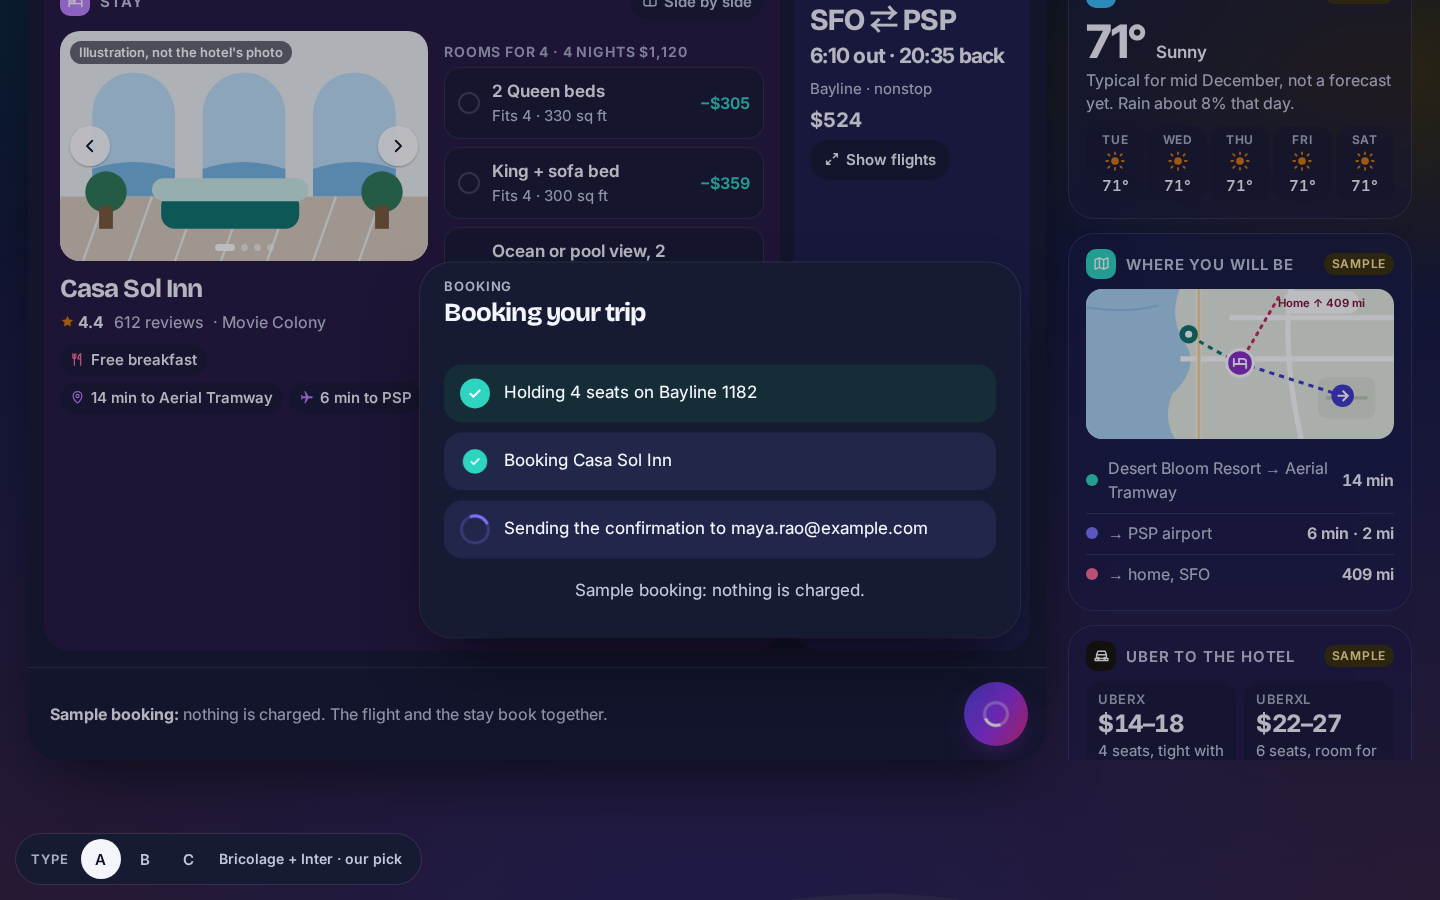 STAY
Side by side
Illustration, not the hotel's photo
Casa Sol Inn
4.4 612 reviews · Movie Colony
Free breakfast
14 min to Aerial Tramway
6 min to PSP
ROOMS FOR 4 · 4 NIGHTS $1,120
2 Queen beds
Fits 4 · 330 sq ft
−$305
King + sofa bed
Fits 4 · 300 sq ft
−$359
Ocean or pool view, 2
SFO ⇄ PSP
6:10 out · 20:35 back
Bayline · nonstop
$524
Show flights
BOOKING
Booking your trip
Holding 4 seats on Bayline 1182
Booking Casa Sol Inn
Sending the confirmation to maya.rao@example.com
Sample booking: nothing is charged.
Sample booking: nothing is charged. The flight and the stay book together.
71° Sunny
Typical for mid December, not a forecast
yet. Rain about 8% that day.
TUE WED THU FRI SAT
71° 71° 71° 71° 71°
WHERE YOU WILL BE
SAMPLE
Home ↑ 409 mi
Desert Bloom Resort → Aerial
Tramway
14 min
→ PSP airport
6 min · 2 mi
→ home, SFO
409 mi
UBER TO THE HOTEL
SAMPLE
UBERX
$14–18
4 seats, tight with
UBERXL
$22–27
6 seats, room for
TYPE A B C Bricolage + Inter · our pick